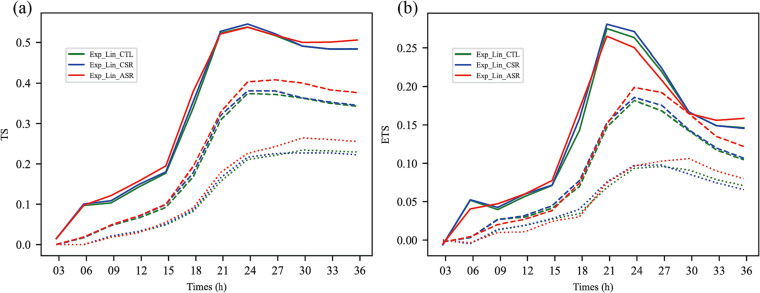 (a)
TS
0.5
0.4
0.3
0.2
0.1
0.0
Exp_Lin_CTL
Exp_Lin_CSR
Exp_Lin_ASR
03 06 09 12 15 18 21 24 27 30 33 36
Times (h)
(b)
ETS
0.25
0.20
0.15
0.10
0.05
0.00
Exp_Lin_CTL
Exp_Lin_CSR
Exp_Lin_ASR
03 06 09 12 15 18 21 24 27 30 33 36
Times (h)